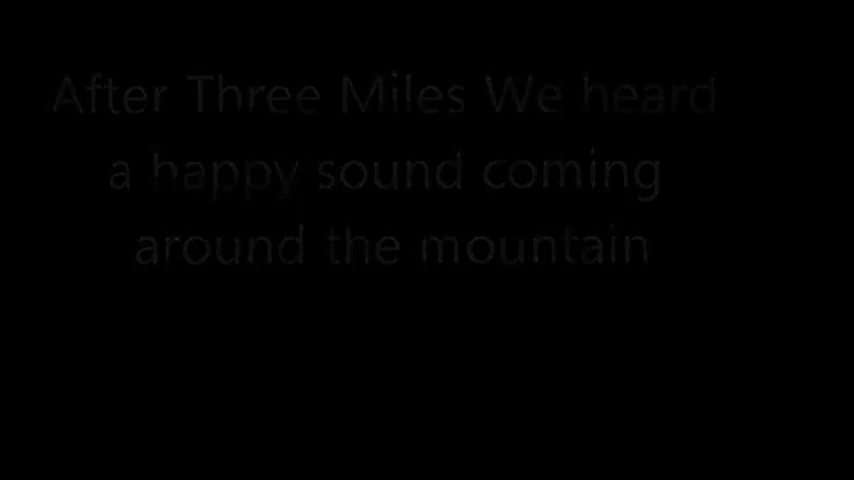 After Three Miles We heard
a happy sound coming
around the mountain